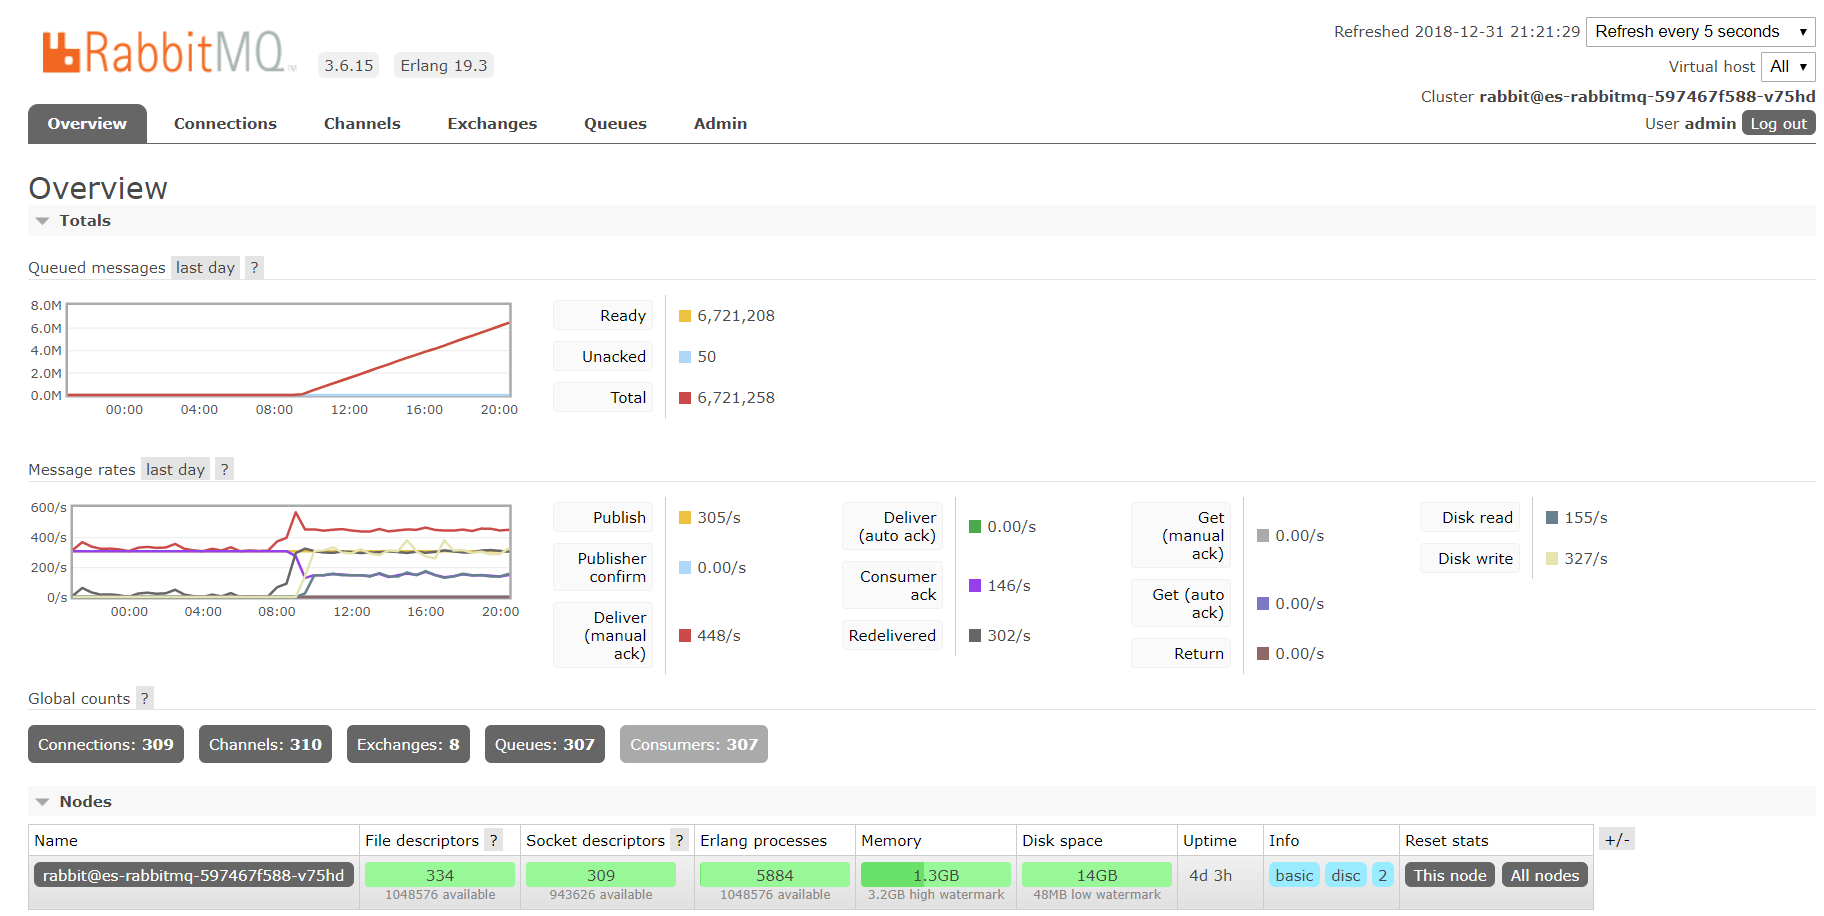 RabbitMQ TM
3.6.15
Erlang 19.3
Refreshed 2018-12-31 21:21:29 Refresh every 5 seconds
Virtual host All
Cluster rabbit@es-rabbitmq-597467f588-v75hd
User admin Log out
Overview Connections Channels Exchanges Queues Admin
Overview
Totals
Queued messages last day ?
8.0M
6.0M
4.0M
2.0M
0.0M
00:00 04:00 08:00 12:00 16:00 20:00
Ready 6,721,208
Unacked 50
Total 6,721,258
Message rates last day ?
600/s
400/s
200/s
0/s
00:00 04:00 08:00 12:00 16:00 20:00
Publish 305/s
Publisher
confirm 0.00/s
Deliver
(manual
ack) 448/s
Deliver
(auto ack) 0.00/s
Consumer
ack 146/s
Redelivered 302/s
Get
(manual
ack) 0.00/s
Get (auto
ack) 0.00/s
Return 0.00/s
Disk read 155/s
Disk write 327/s
Global counts ?
Connections: 309 Channels: 310 Exchanges: 8 Queues: 307 Consumers: 307
Nodes
Name File descriptors ? Socket descriptors ? Erlang processes Memory Disk space Uptime Info Reset stats +/-
rabbit@es-rabbitmq-597467f588-v75hd 334 309 5884 1.3GB 14GB 4d 3h basic disc 2 This node All nodes
1048576 available 943626 available 1048576 available 3.2GB high watermark 48MB low watermark